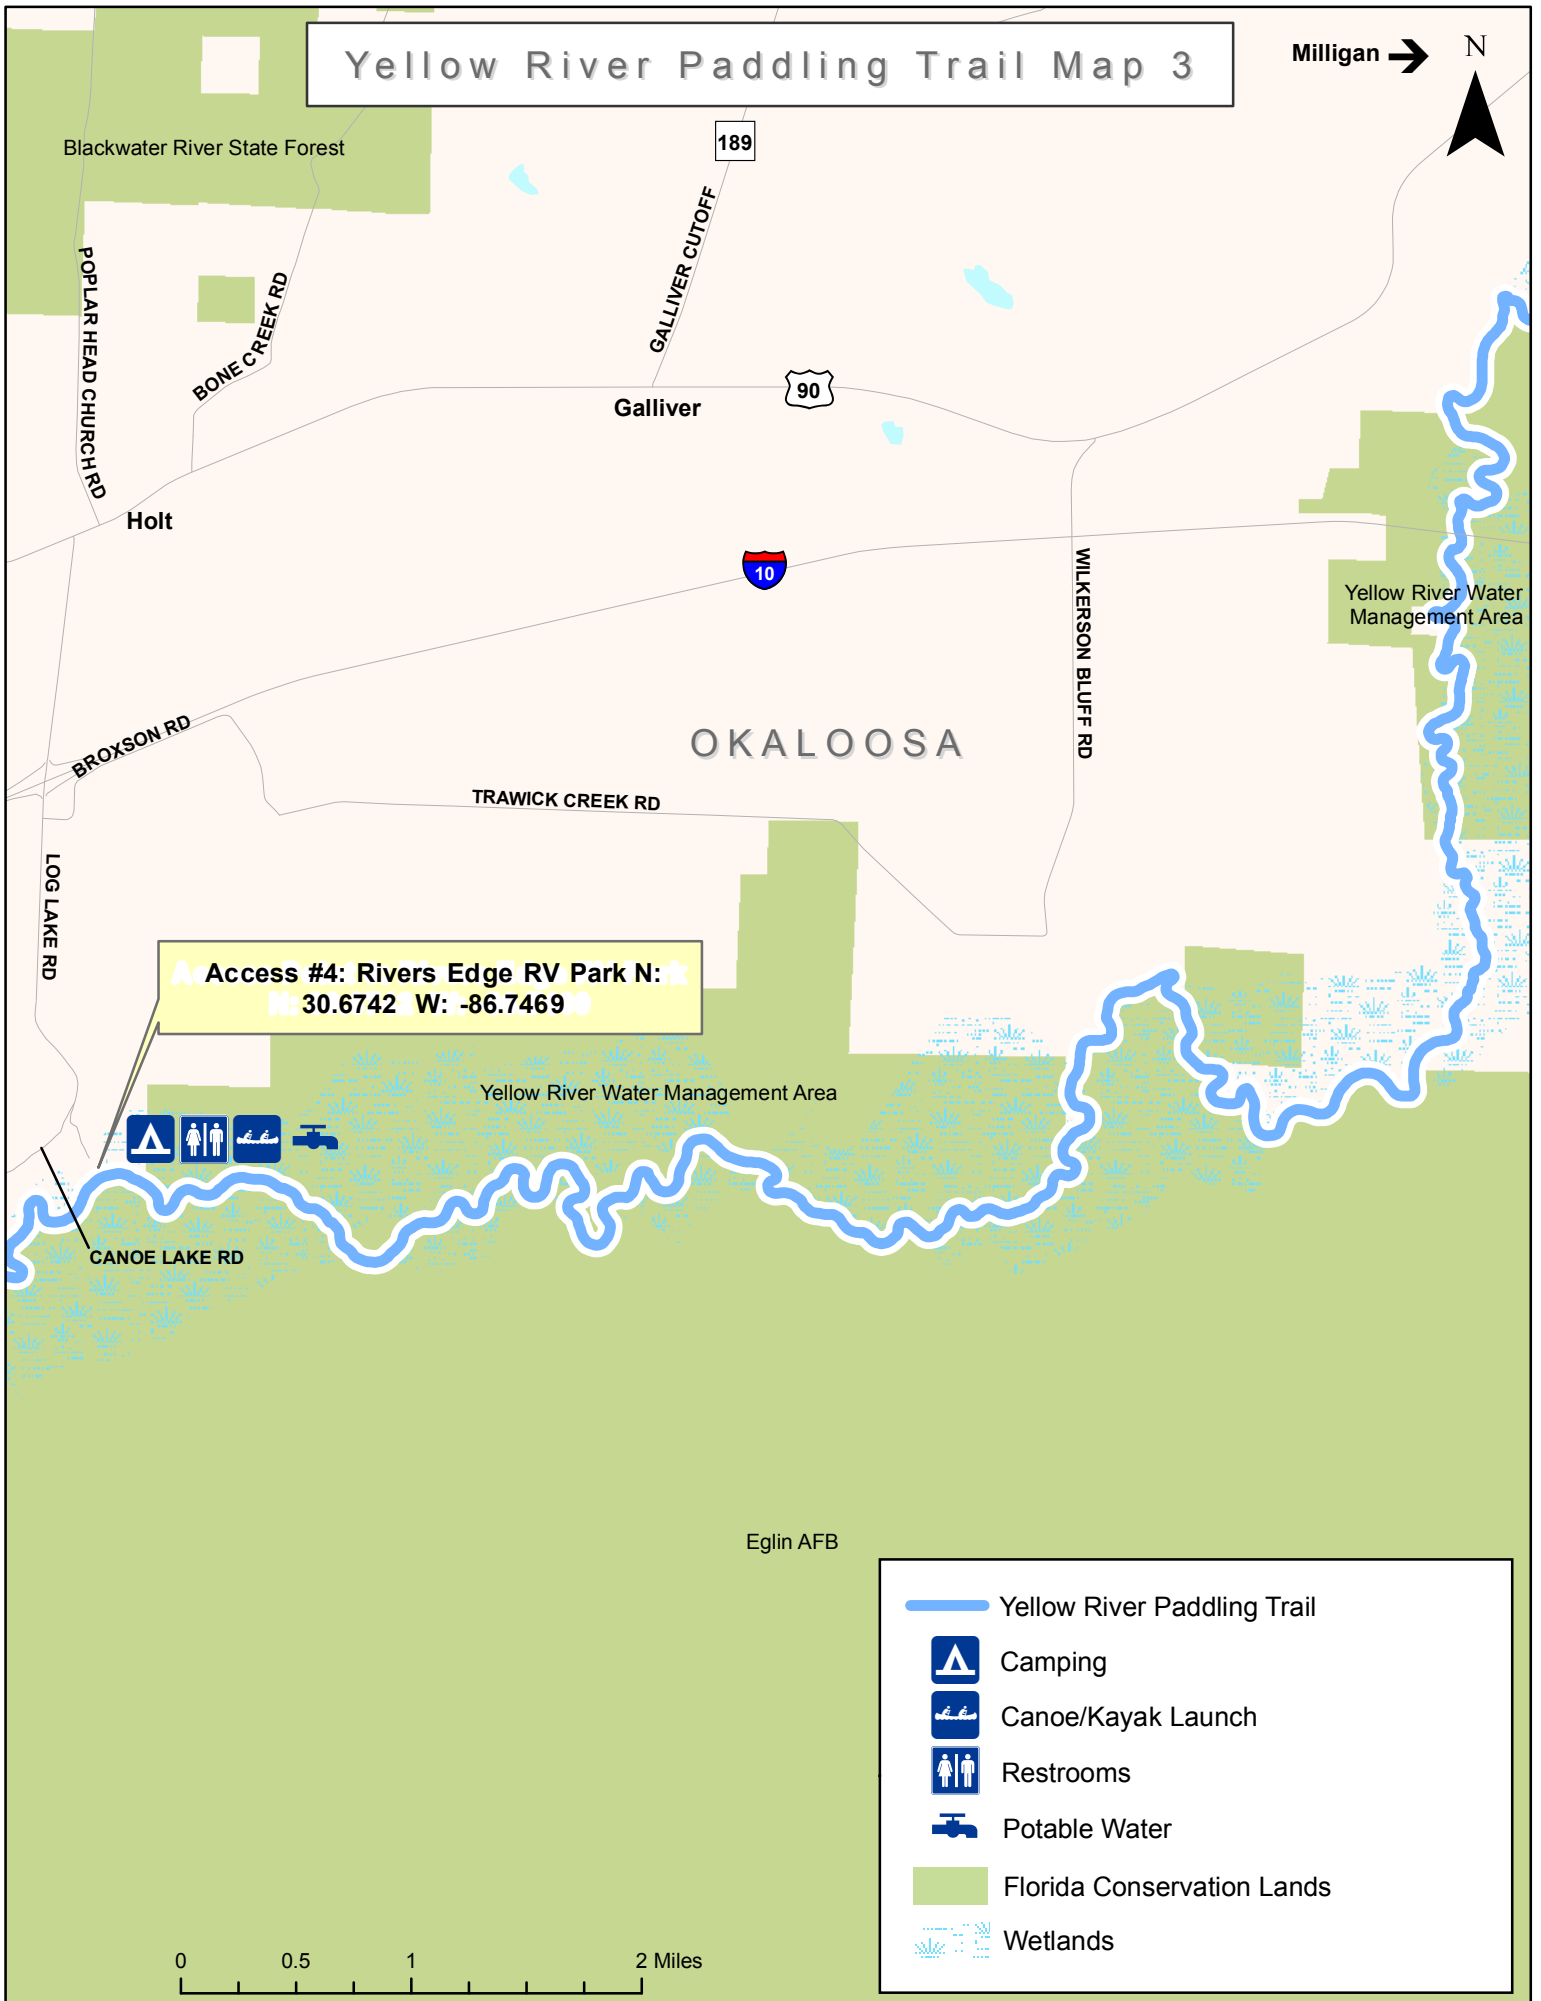 Yellow River Paddling Trail Map 3
Milligan
N
Blackwater River State Forest
189
GALLIVER CUTOFF
POPLAR HEAD CHURCH RD
BONE CREEK RD
90
Galliver
Holt
10
WILKERSON BLUFF RD
Yellow River Water
Management Area
BROXSON RD
OKALOOSA
TRAWICK CREEK RD
LOG LAKE RD
Access #4: Rivers Edge RV Park N:
30.6742 W: -86.7469
Yellow River Water Management Area
CANOE LAKE RD
Eglin AFB
Yellow River Paddling Trail
Camping
Canoe/Kayak Launch
Restrooms
Potable Water
Florida Conservation Lands
Wetlands
0 0.5 1 2 Miles